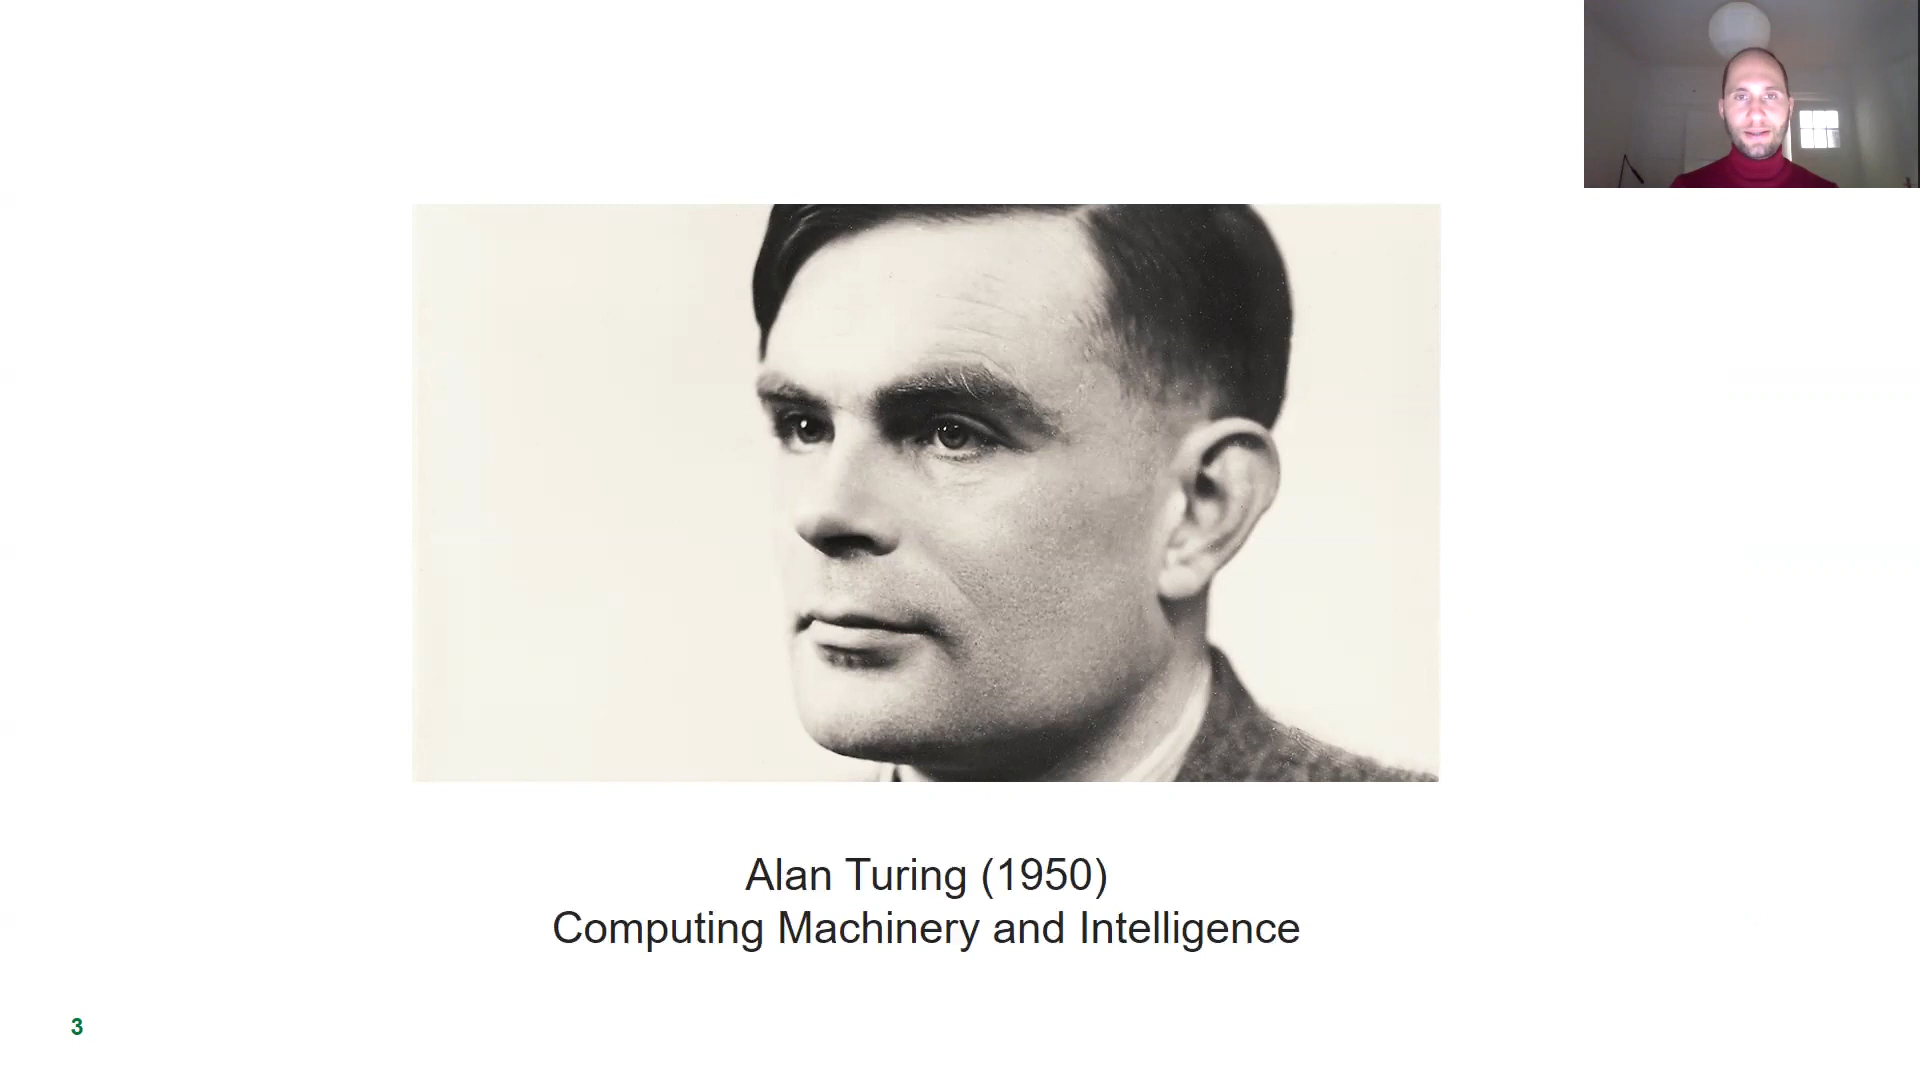 Alan Turing (1950)
Computing Machinery and Intelligence
3